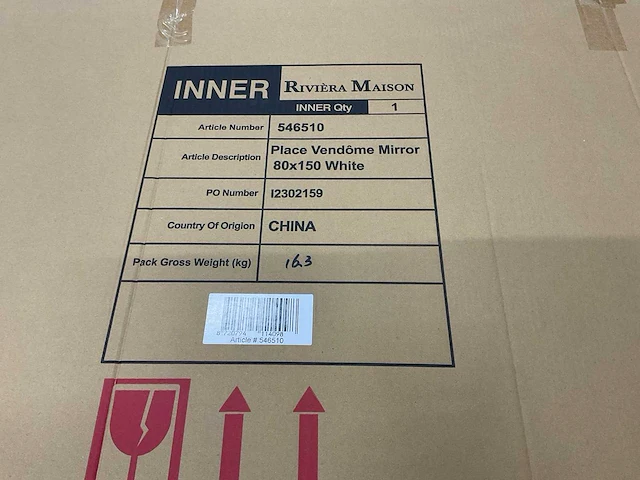 INNER RIVIÈRA MAISON
INNER Qty 1
Article Number 546510
Article Description Place Vendôme Mirror
80x150 White
PO Number I2302159
Country Of Origion CHINA
Pack Gross Weight (kg) 16.3
114098
Article # 546510